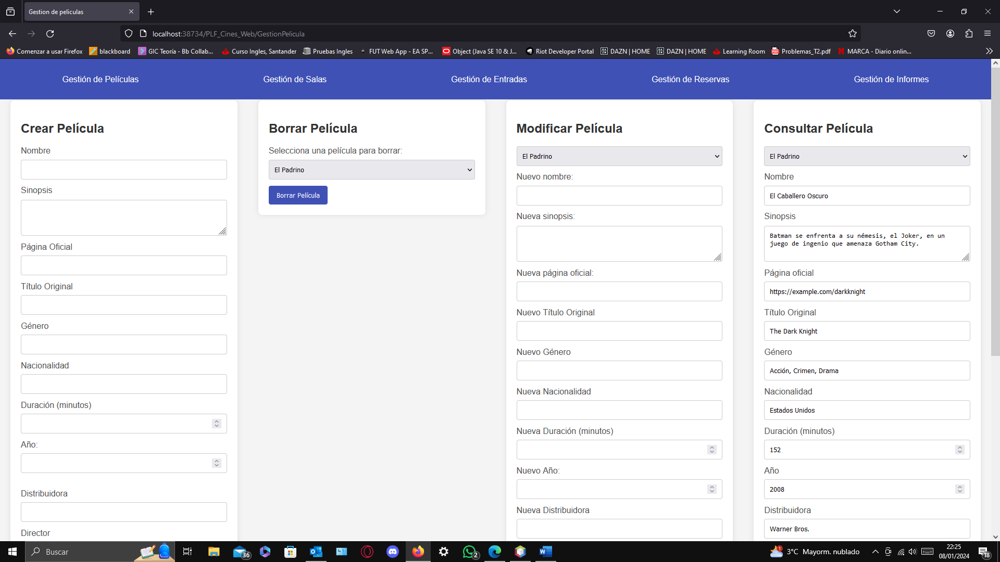 Gestion de peliculas
localhost:38734/PLF_Cines_Web/GestionPelicula
Comenzar a usar Firefox
blackboard
GIC Teoría - Bb Collab...
Curso Ingles, Santander
Pruebas Ingles
FUT Web App - EA SP...
Object (Java SE 10 & J...
Riot Developer Portal
DAZN | HOME
DAZN | HOME
Learning Room
Problemas_T2.pdf
MARCA - Diario onlin...
Gestión de Películas
Gestión de Salas
Gestión de Entradas
Gestión de Reservas
Gestión de Informes
Crear Película
Nombre
Sinopsis
Página Oficial
Título Original
Género
Nacionalidad
Duración (minutos)
Año:
Distribuidora
Director
Borrar Película
Selecciona una película para borrar:
El Padrino
Borrar Película
Modificar Película
El Padrino
Nuevo nombre:
Nueva sinopsis:
Nueva página oficial:
Nuevo Título Original
Nuevo Género
Nueva Nacionalidad
Nueva Duración (minutos)
Nuevo Año:
Nueva Distribuidora
Consultar Película
El Padrino
Nombre
El Caballero Oscuro
Sinopsis
Batman se enfrenta a su némesis, el Joker, en un
juego de ingenio que amenaza Gotham City.
Página oficial
https://example.com/darkknight
Título Original
The Dark Knight
Género
Acción, Crimen, Drama
Nacionalidad
Estados Unidos
Duración (minutos)
152
Año
2008
Distribuidora
Warner Bros.
Buscar
36
2
1
3°C Mayorm. nublado
22:25
08/01/2024
18